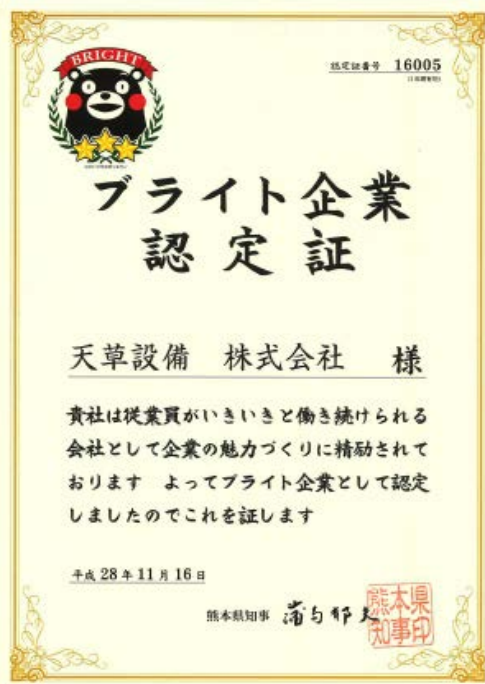 BRIGHT
認定証番号 16005
ブライト企業
認定証
天草設備 株式会社 様
貴社は従業員がいきいきと働き続けられる
会社として企業の魅力づくりに精励されて
おります よってブライト企業として認定
しましたのでこれを証します
平成28年11月16日
熊本県知事 蒲島郁夫
熊本県知事印